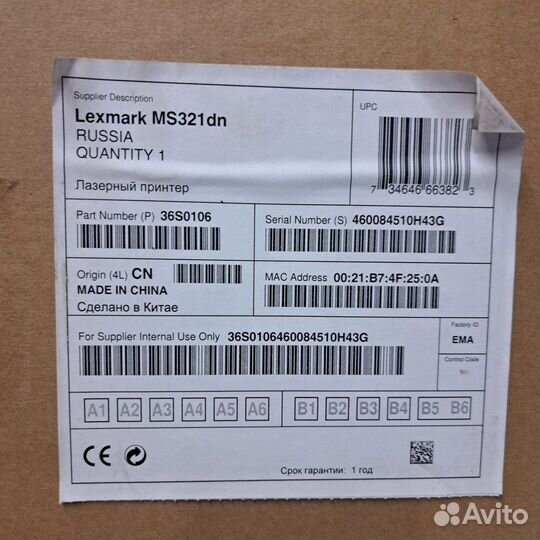 Supplier Description
Lexmark MS321dn
RUSSIA
QUANTITY 1
Лазерный принтер
UPC
7 34646 66382 3
Part Number (P) 36S0106
Serial Number (S) 460084510H43G
Origin (4L) CN
MADE IN CHINA
Сделано в Китае
MAC Address 00:21:B7:4F:25:0A
For Supplier Internal Use Only 36S0106460084510H43G
Factory ID
EMA
Control Code
A1 A2 A3 A4 A5 A6 B1 B2 B3 B4 B5 B6
CE
Срок гарантии: 1 год
Avito